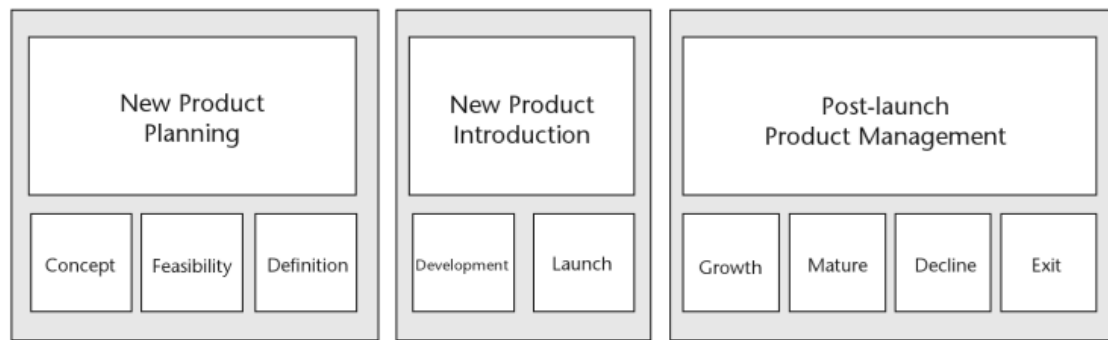 New Product
Planning
New Product
Introduction
Post-launch
Product Management
Concept
Feasibility
Definition
Development
Launch
Growth
Mature
Decline
Exit